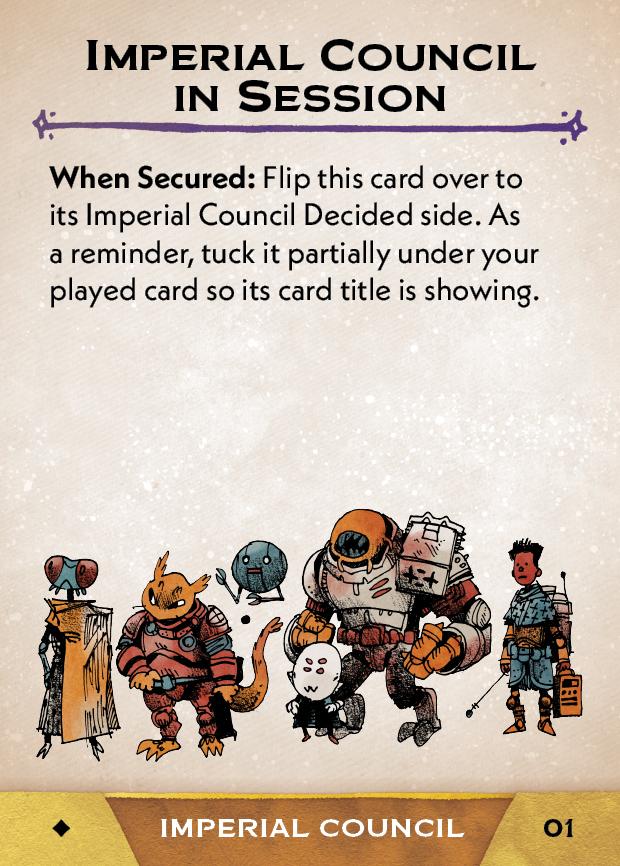 Imperial Council
in Session
When Secured: Flip this card over to
its Imperial Council Decided side. As
a reminder, tuck it partially under your
played card so its card title is showing.
IMPERIAL COUNCIL
01